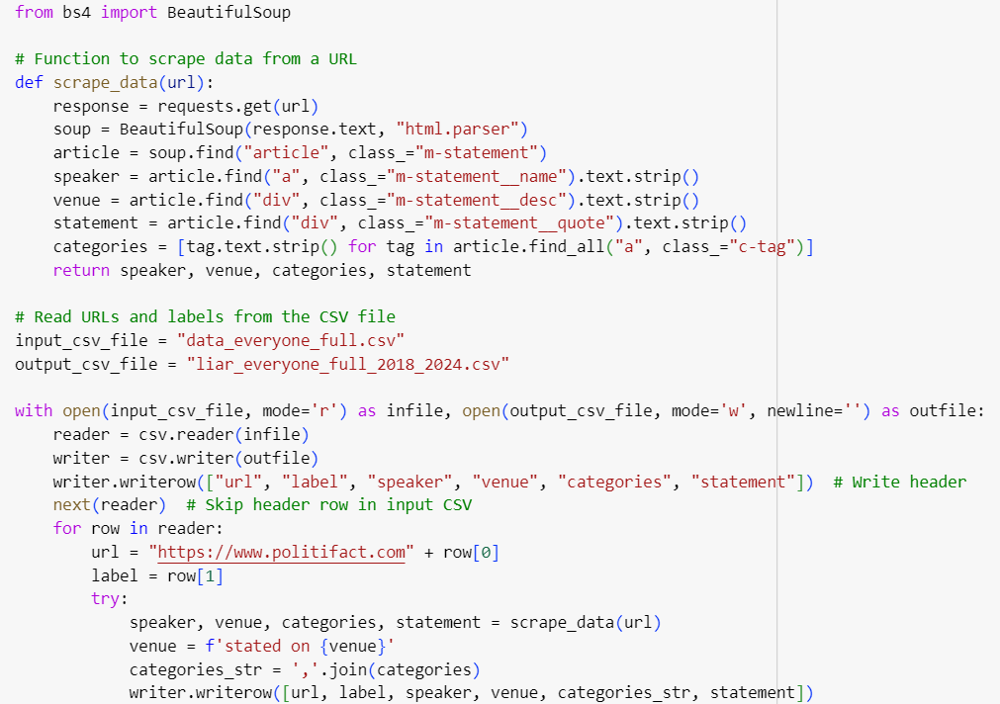 from bs4 import BeautifulSoup
# Function to scrape data from a URL
def scrape_data(url):
    response = requests.get(url)
    soup = BeautifulSoup(response.text, "html.parser")
    article = soup.find("article", class_="m-statement")
    speaker = article.find("a", class_="m-statement__name").text.strip()
    venue = article.find("div", class_="m-statement__desc").text.strip()
    statement = article.find("div", class_="m-statement__quote").text.strip()
    categories = [tag.text.strip() for tag in article.find_all("a", class_="c-tag")]
    return speaker, venue, categories, statement
# Read URLs and labels from the CSV file
input_csv_file = "data_everyone_full.csv"
output_csv_file = "liar_everyone_full_2018_2024.csv"
with open(input_csv_file, mode='r') as infile, open(output_csv_file, mode='w', newline='') as outfile:
    reader = csv.reader(infile)
    writer = csv.writer(outfile)
    writer.writerow(["url", "label", "speaker", "venue", "categories", "statement"])  # Write header
    next(reader)  # Skip header row in input CSV
    for row in reader:
        url = "https://www.politifact.com" + row[0]
        label = row[1]
        try:
            speaker, venue, categories, statement = scrape_data(url)
            venue = f'stated on {venue}'
            categories_str = ','.join(categories)
            writer.writerow([url, label, speaker, venue, categories_str, statement])